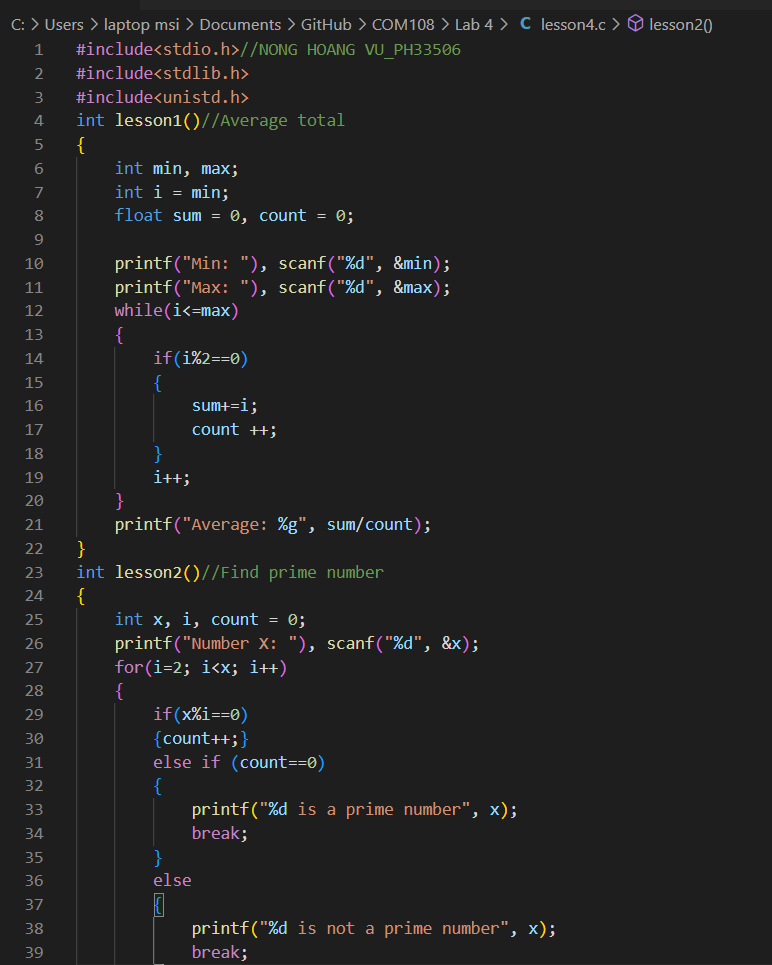 C: > Users > laptop msi > Documents > GitHub > COM108 > Lab 4 > C lesson4.c > lesson2()
1 #include<stdio.h>//NONG HOANG VU_PH33506
2 #include<stdlib.h>
3 #include<unistd.h>
4 int lesson1()//Average total
5 {
6     int min, max;
7     int i = min;
8     float sum = 0, count = 0;
9
10     printf("Min: "), scanf("%d", &min);
11     printf("Max: "), scanf("%d", &max);
12     while(i<=max)
13     {
14         if(i%2==0)
15         {
16             sum+=i;
17             count ++;
18         }
19         i++;
20     }
21     printf("Average: %g", sum/count);
22 }
23 int lesson2()//Find prime number
24 {
25     int x, i, count = 0;
26     printf("Number X: "), scanf("%d", &x);
27     for(i=2; i<x; i++)
28     {
29         if(x%i==0)
30         {count++;}
31         else if (count==0)
32         {
33             printf("%d is a prime number", x);
34             break;
35         }
36         else
37         {
38             printf("%d is not a prime number", x);
39             break;